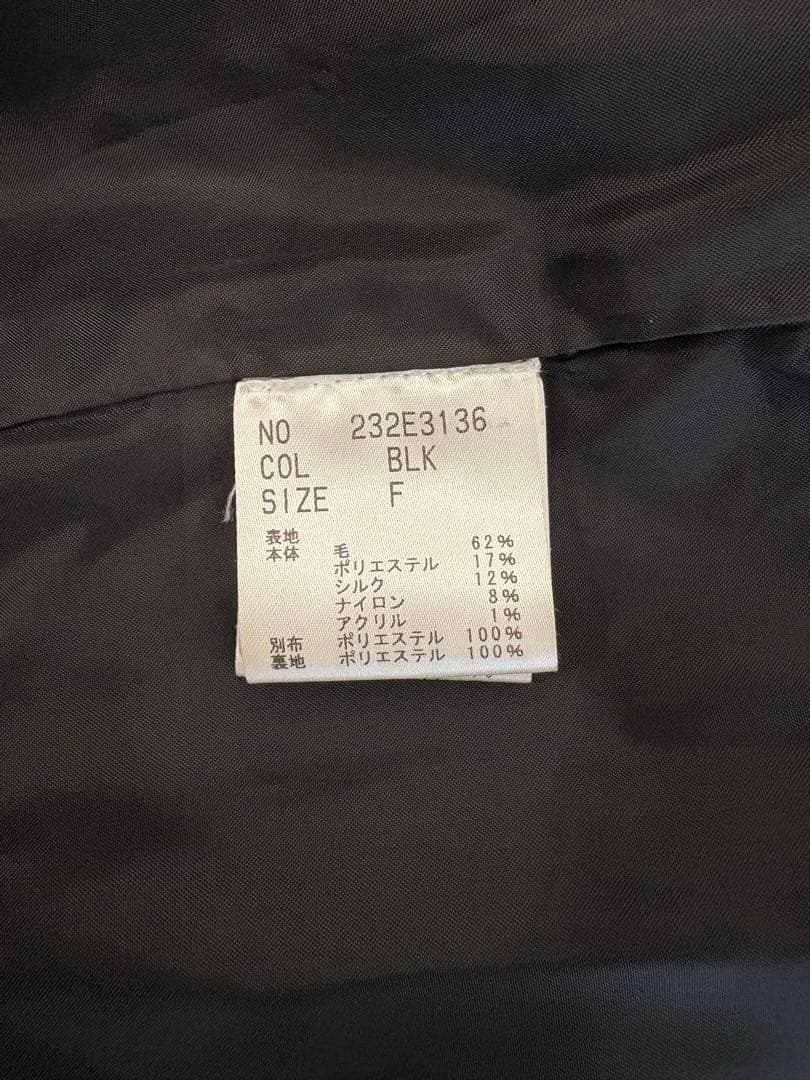 NO 232E3136
COL BLK
SIZE F
表地
本体 毛 62%
ポリエステル 17%
シルク 12%
ナイロン 8%
アクリル 1%
別布 ポリエステル 100%
裏地 ポリエステル 100%